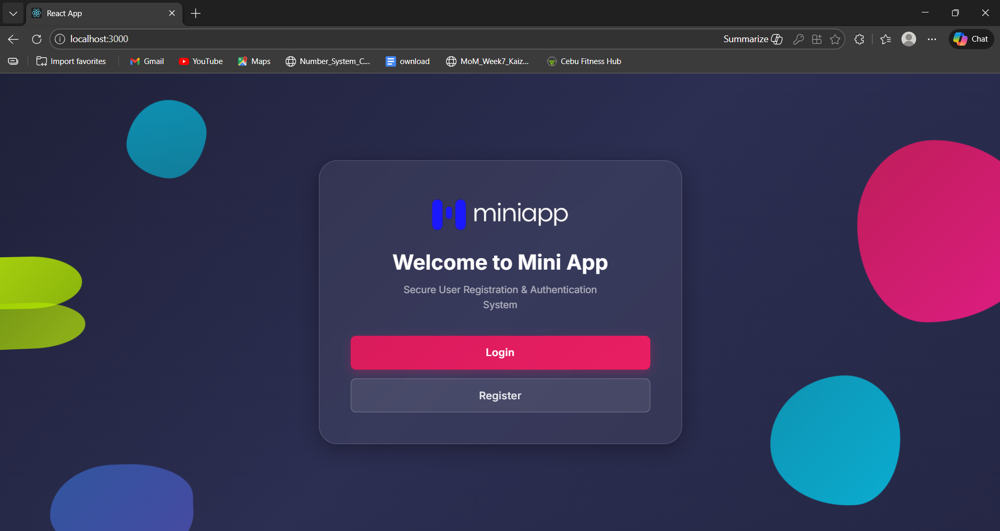 React App
localhost:3000
Summarize
Chat
Import favorites
Gmail
YouTube
Maps
Number_System_C...
ownload
MoM_Week7_Kaiz...
Cebu Fitness Hub
miniapp
Welcome to Mini App
Secure User Registration & Authentication
System
Login
Register